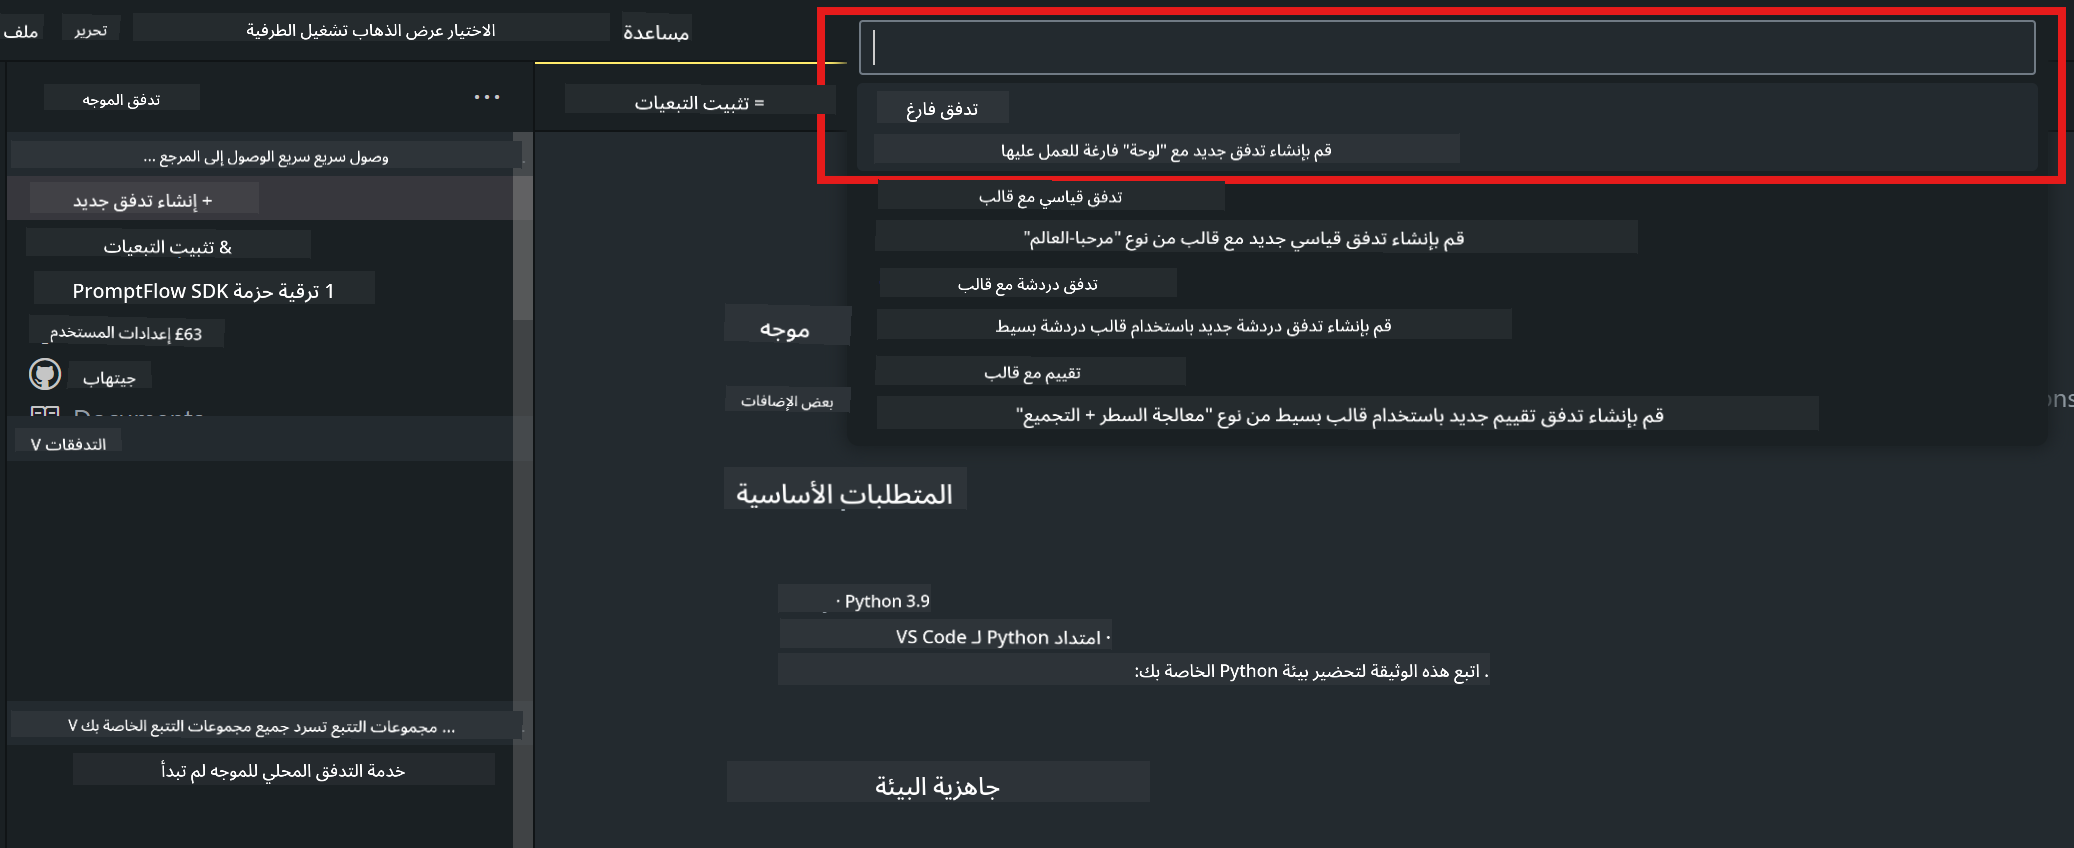 ملف
تحرير
الاختيار عرض الذهاب تشغيل الطرفية
مساعدة
تدفق الموجه
...
وصول سريع سريع الوصول إلى المرجع ...
+ إنشاء تدفق جديد
& تثبيت التبعيات
1 ترقية حزمة PromptFlow SDK
£63 إعدادات المستخدم_
جيتهاب
Documents
التدفقات V
... مجموعات التتبع تسرد جميع مجموعات التتبع الخاصة بك V
خدمة التدفق المحلي للموجه لم تبدأ
= تثبيت التبعيات
تدفق فارغ
قم بإنشاء تدفق جديد مع "لوحة" فارغة للعمل عليها
تدفق قياسي مع قالب
قم بإنشاء تدفق قياسي جديد مع قالب من نوع "مرحبا-العالم"
تدفق دردشة مع قالب
قم بإنشاء تدفق دردشة جديد باستخدام قالب دردشة بسيط
تقييم مع قالب
قم بإنشاء تدفق تقييم جديد باستخدام قالب بسيط من نوع "معالجة السطر + التجميع"
موجه
بعض الإضافات
المتطلبات الأساسية
· Python 3.9
· امتداد Python لـ VS Code
. اتبع هذه الوثيقة لتحضير بيئة Python الخاصة بك:
جاهزية البيئة